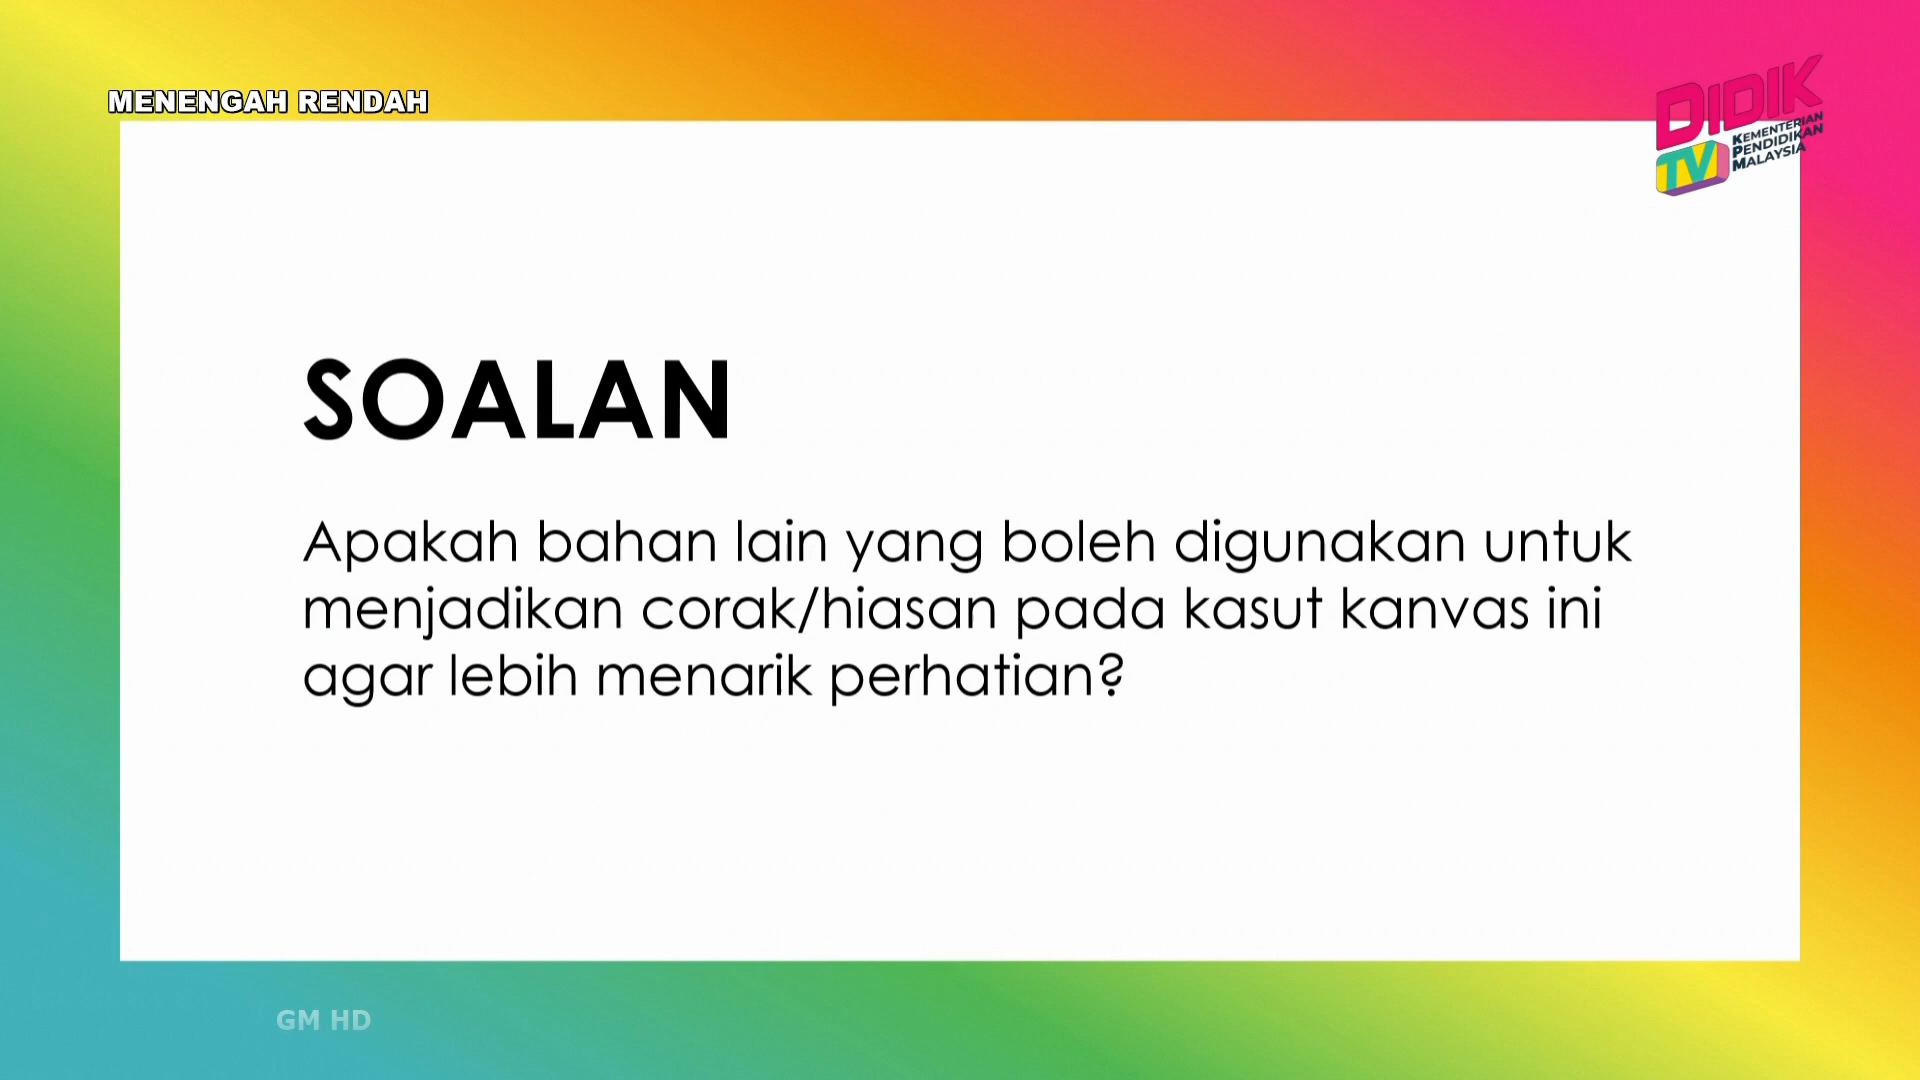 MENENGAH RENDAH
DIDIK
TV
KEMENTERIAN
PENDIDIKAN
MALAYSIA
SOALAN
Apakah bahan lain yang boleh digunakan untuk
menjadikan corak/hiasan pada kasut kanvas ini
agar lebih menarik perhatian?
GM HD